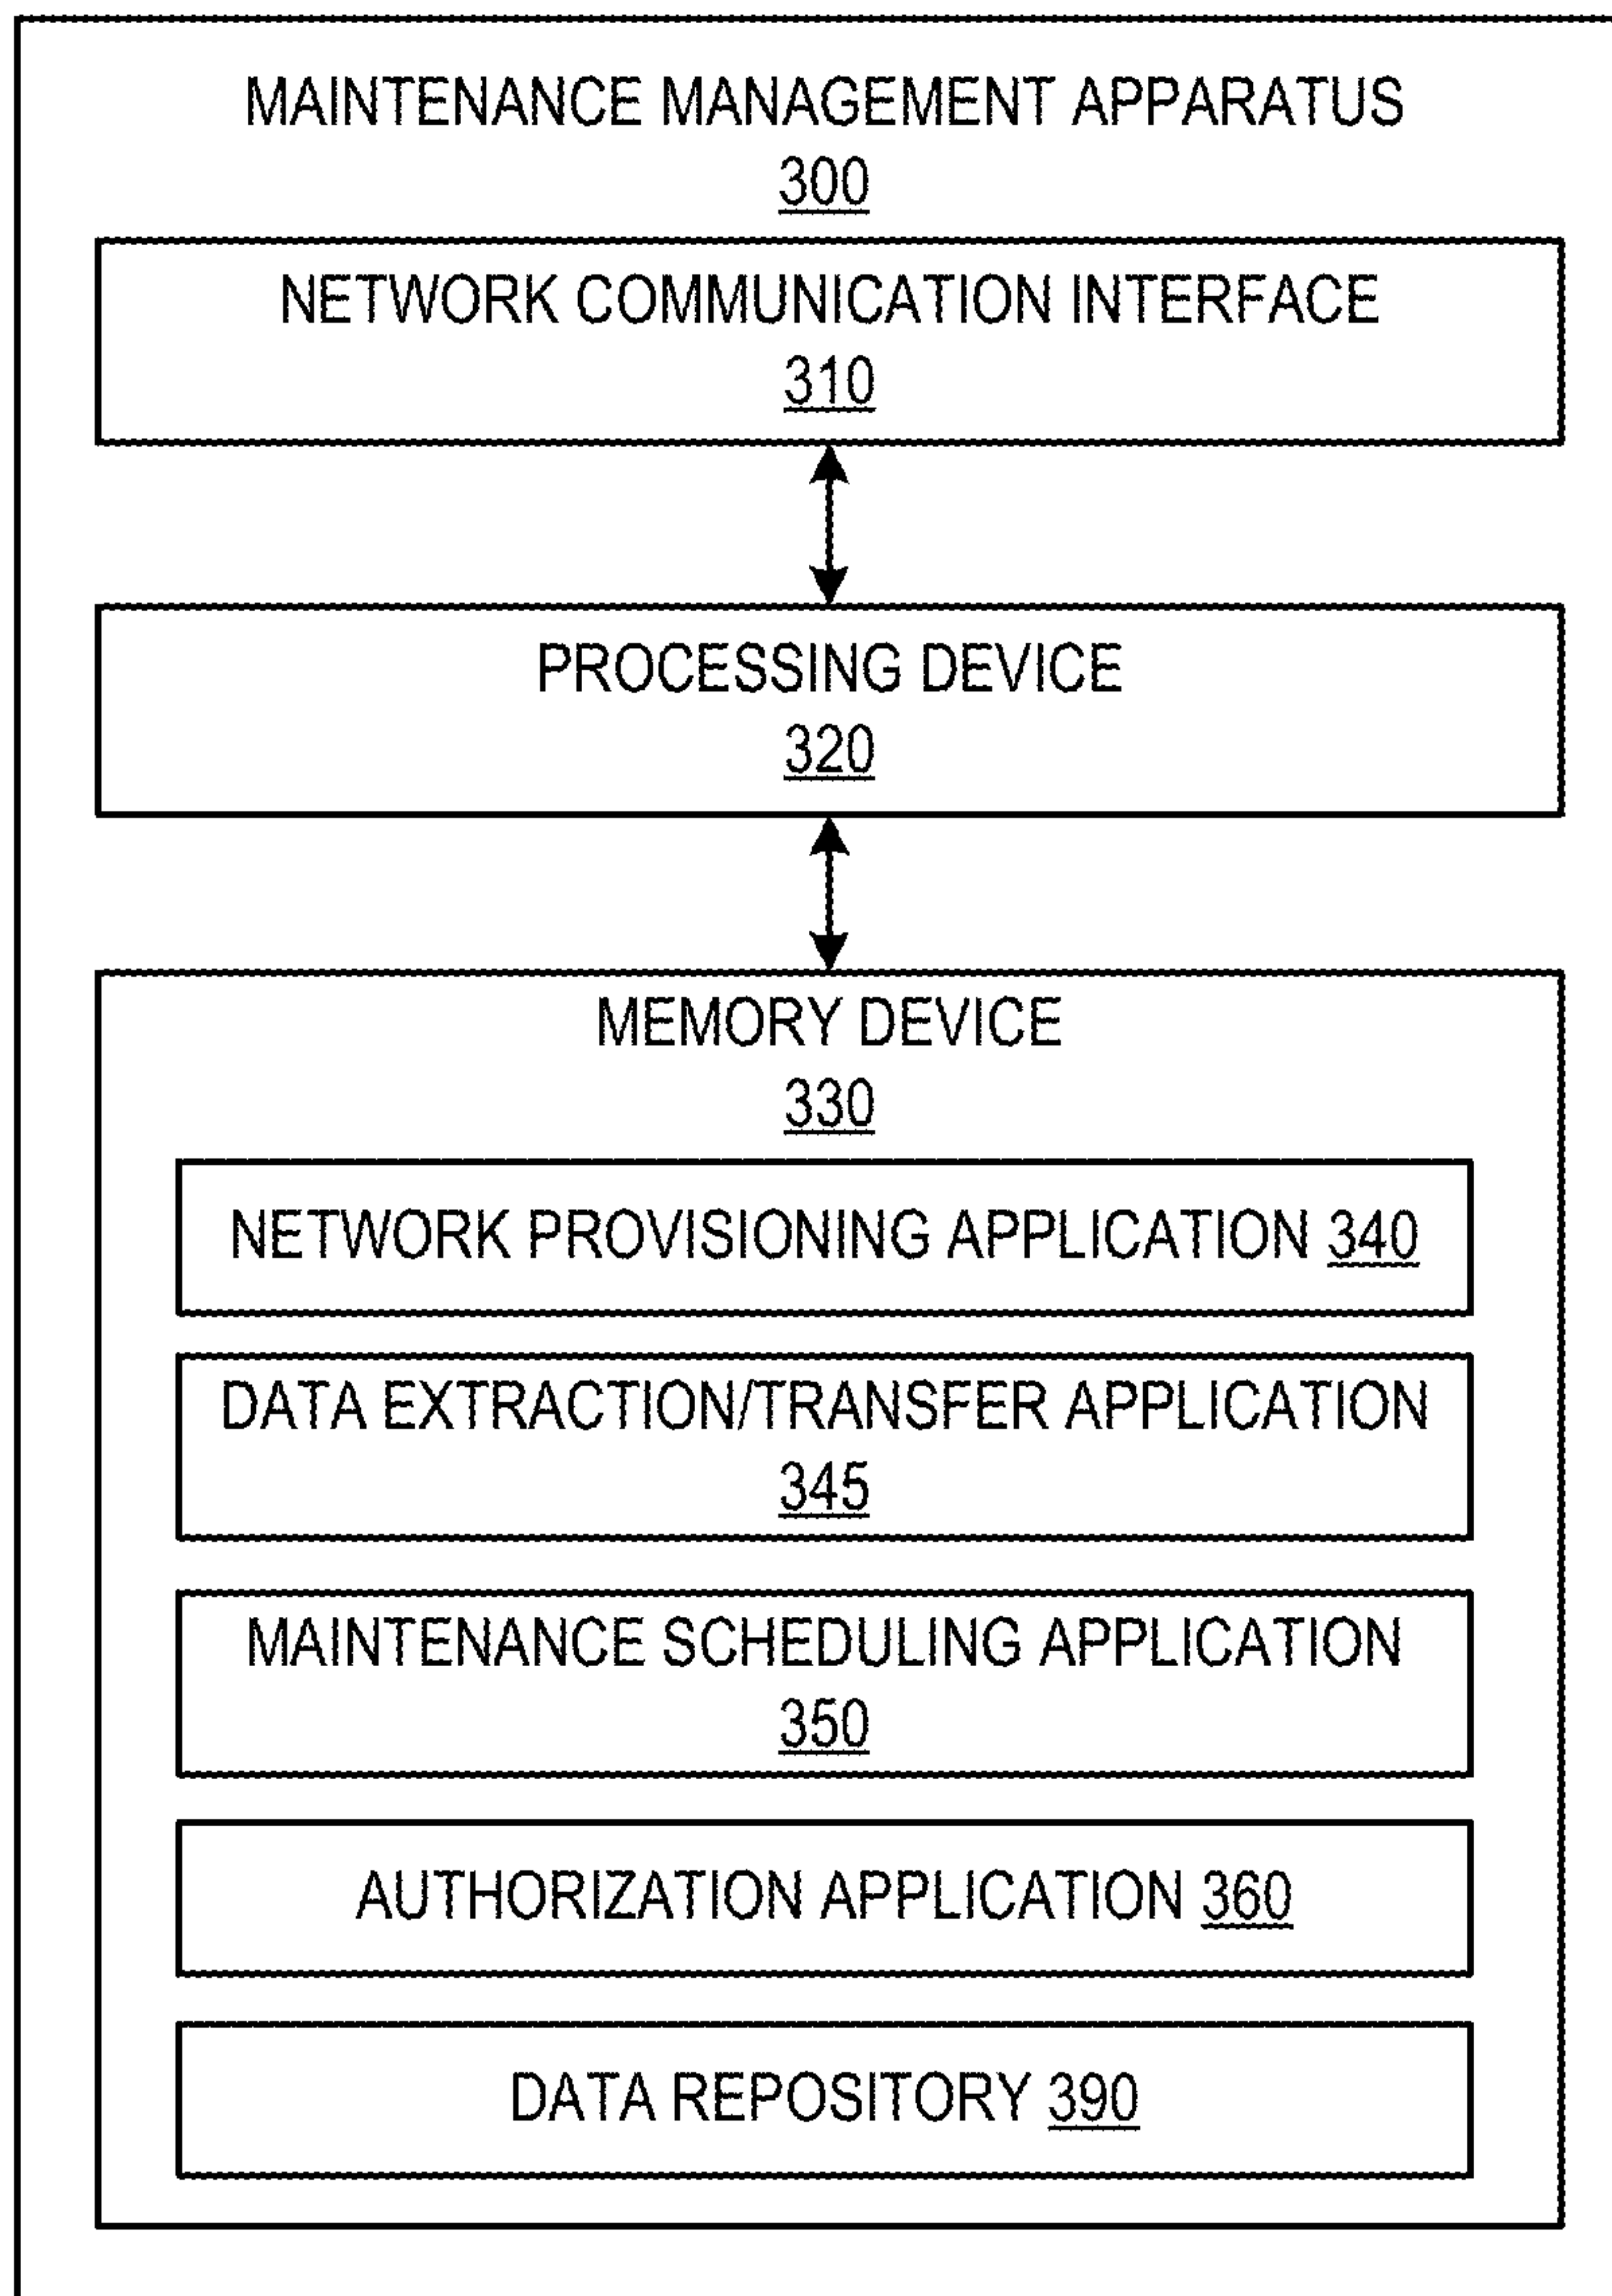 MAINTENANCE MANAGEMENT APPARATUS
300
NETWORK COMMUNICATION INTERFACE
310
PROCESSING DEVICE
320
MEMORY DEVICE
330
NETWORK PROVISIONING APPLICATION 340
DATA EXTRACTION/TRANSFER APPLICATION
345
MAINTENANCE SCHEDULING APPLICATION
350
AUTHORIZATION APPLICATION 360
DATA REPOSITORY 390